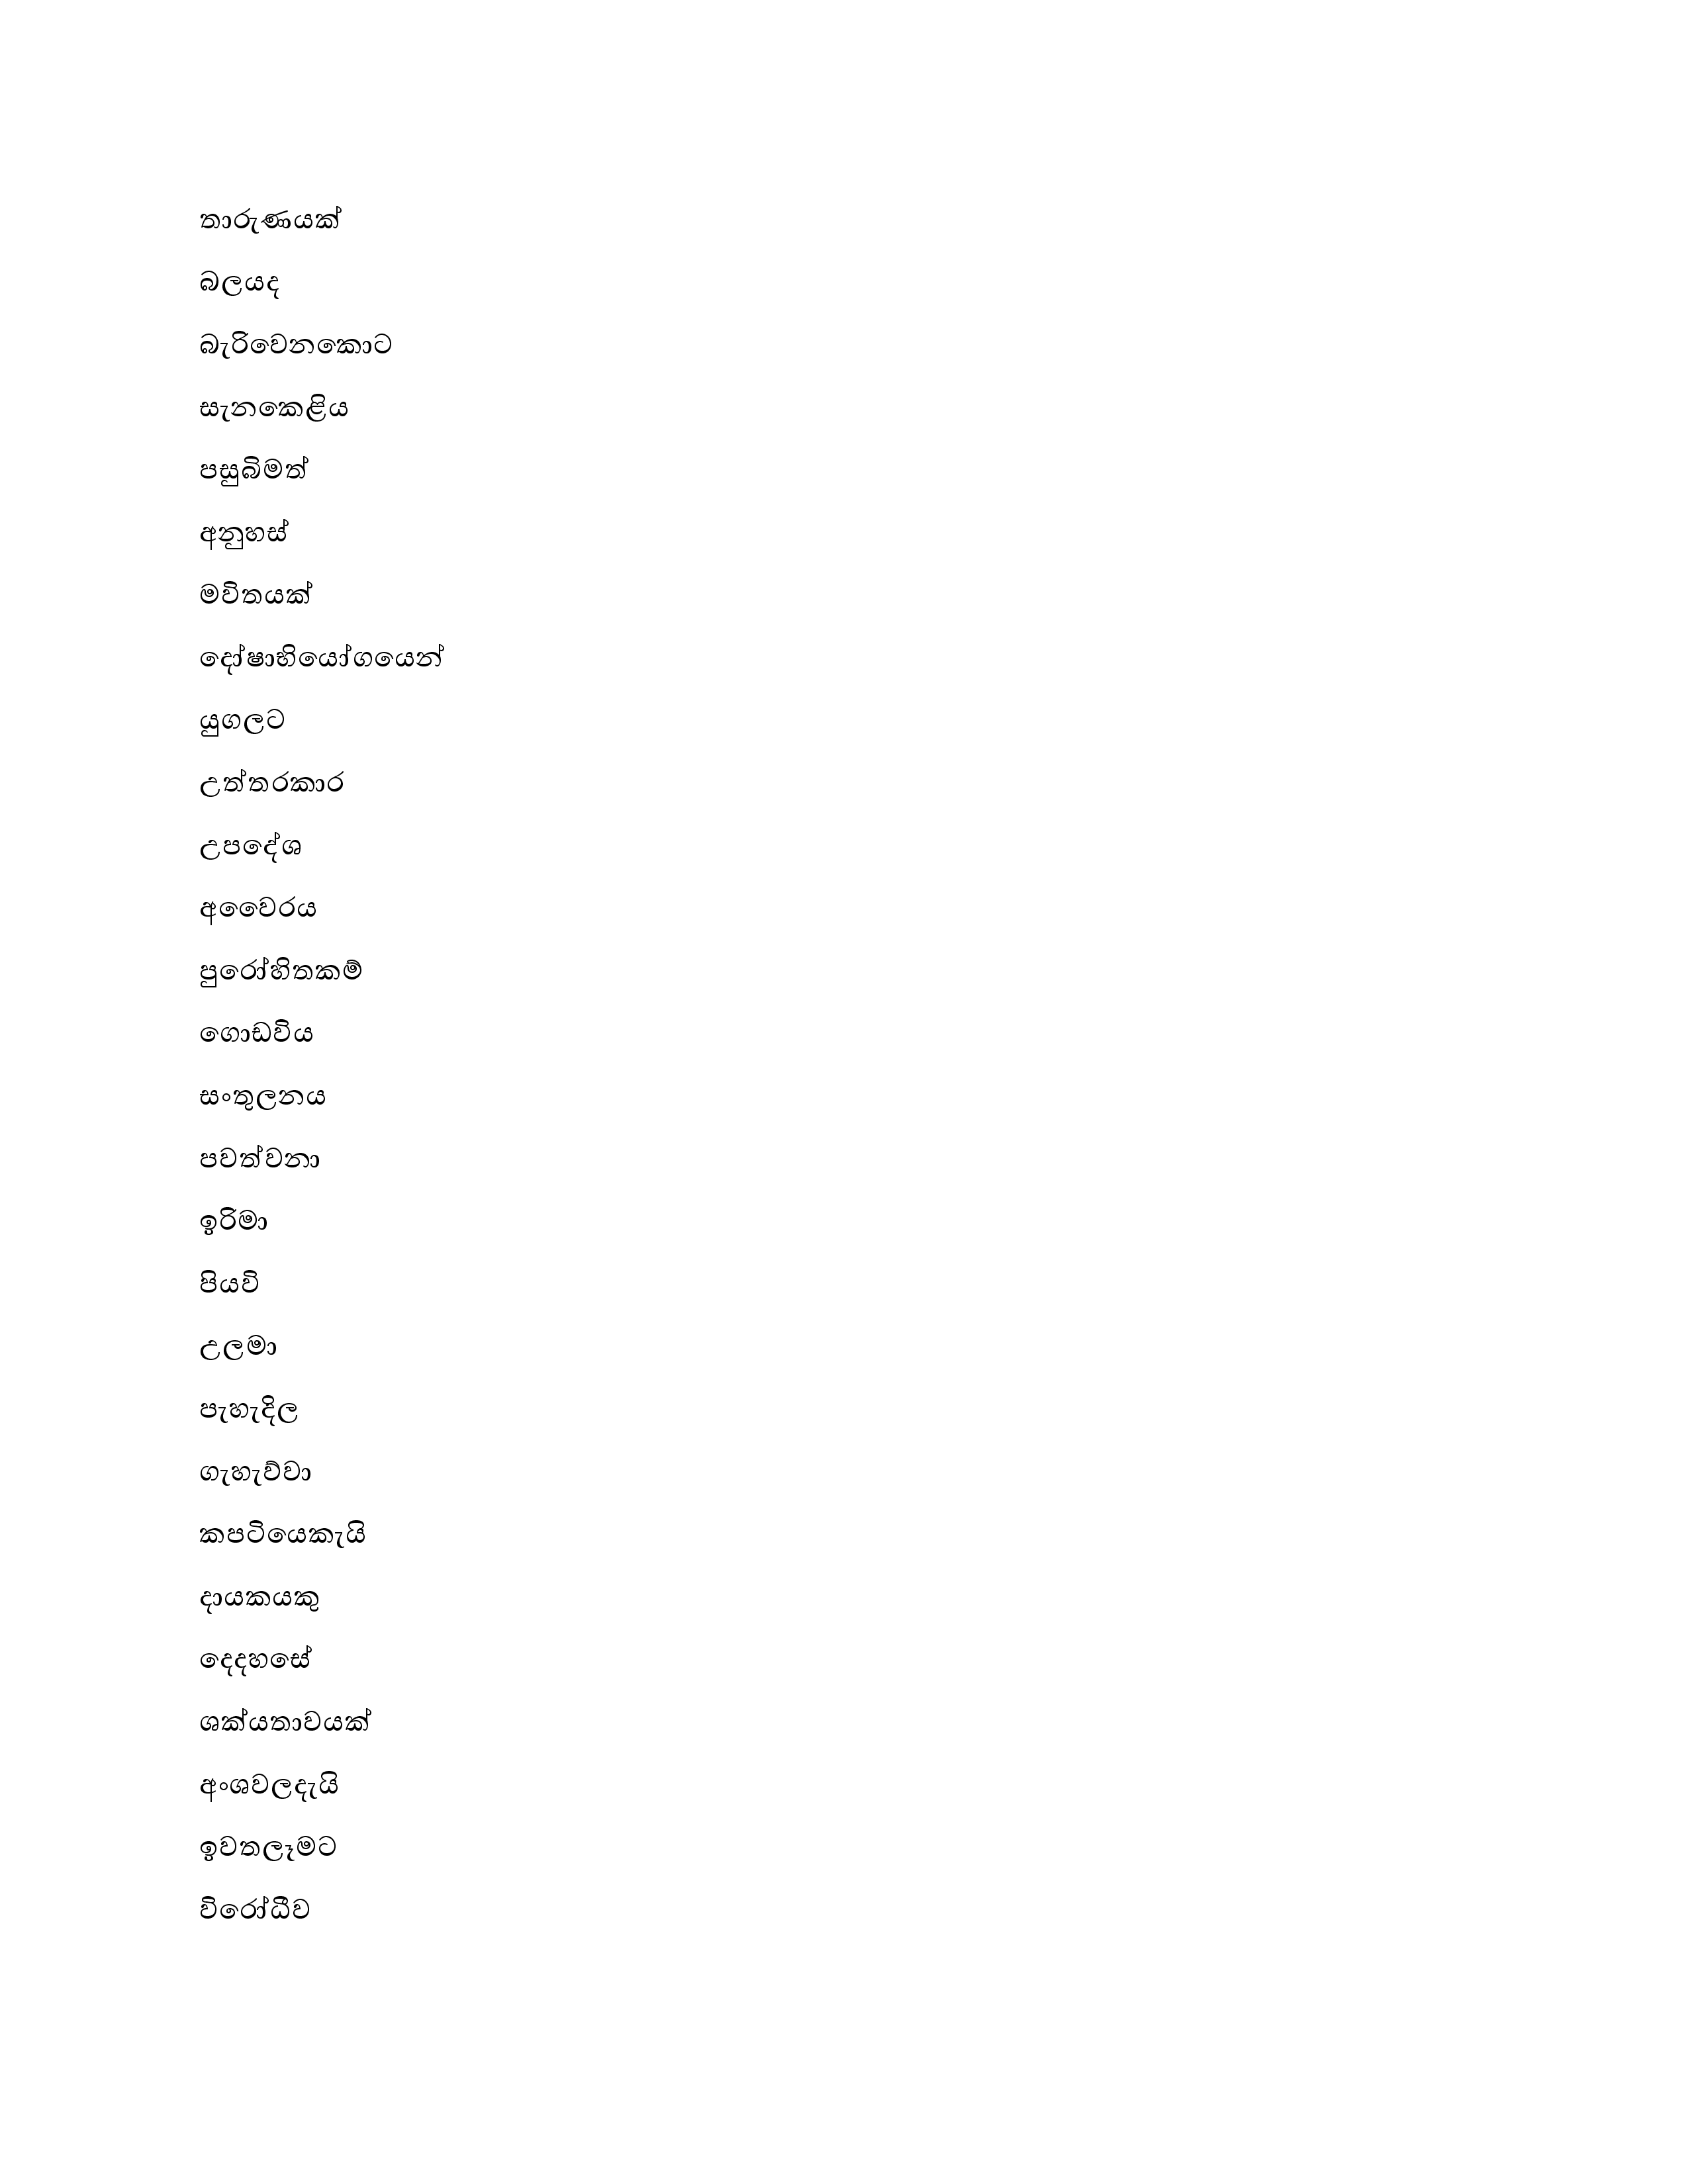 තාරුණයක්
බලයද
බැරිවෙනකොට
සැනකෙළිය
පසුබිමත්
අනුහස්
මවිතයක්
දෝෂාභියෝගයෙන්
යුගලට
උත්තරකාර
උපදේශ
අවෛරය
පුරෝහිතකම්
ගොඩවිය
සංතුලනය
පවත්වනා
ඉරිමා
පියවි
උලමා
පැහැදිල
ගැහැව්වා
කපටියෙකැයි
දායකයකු
දෙදහසේ
ශක්යතාවයක්
අංශවලදැයි
ඉවතලෑමට
විරෝධීව